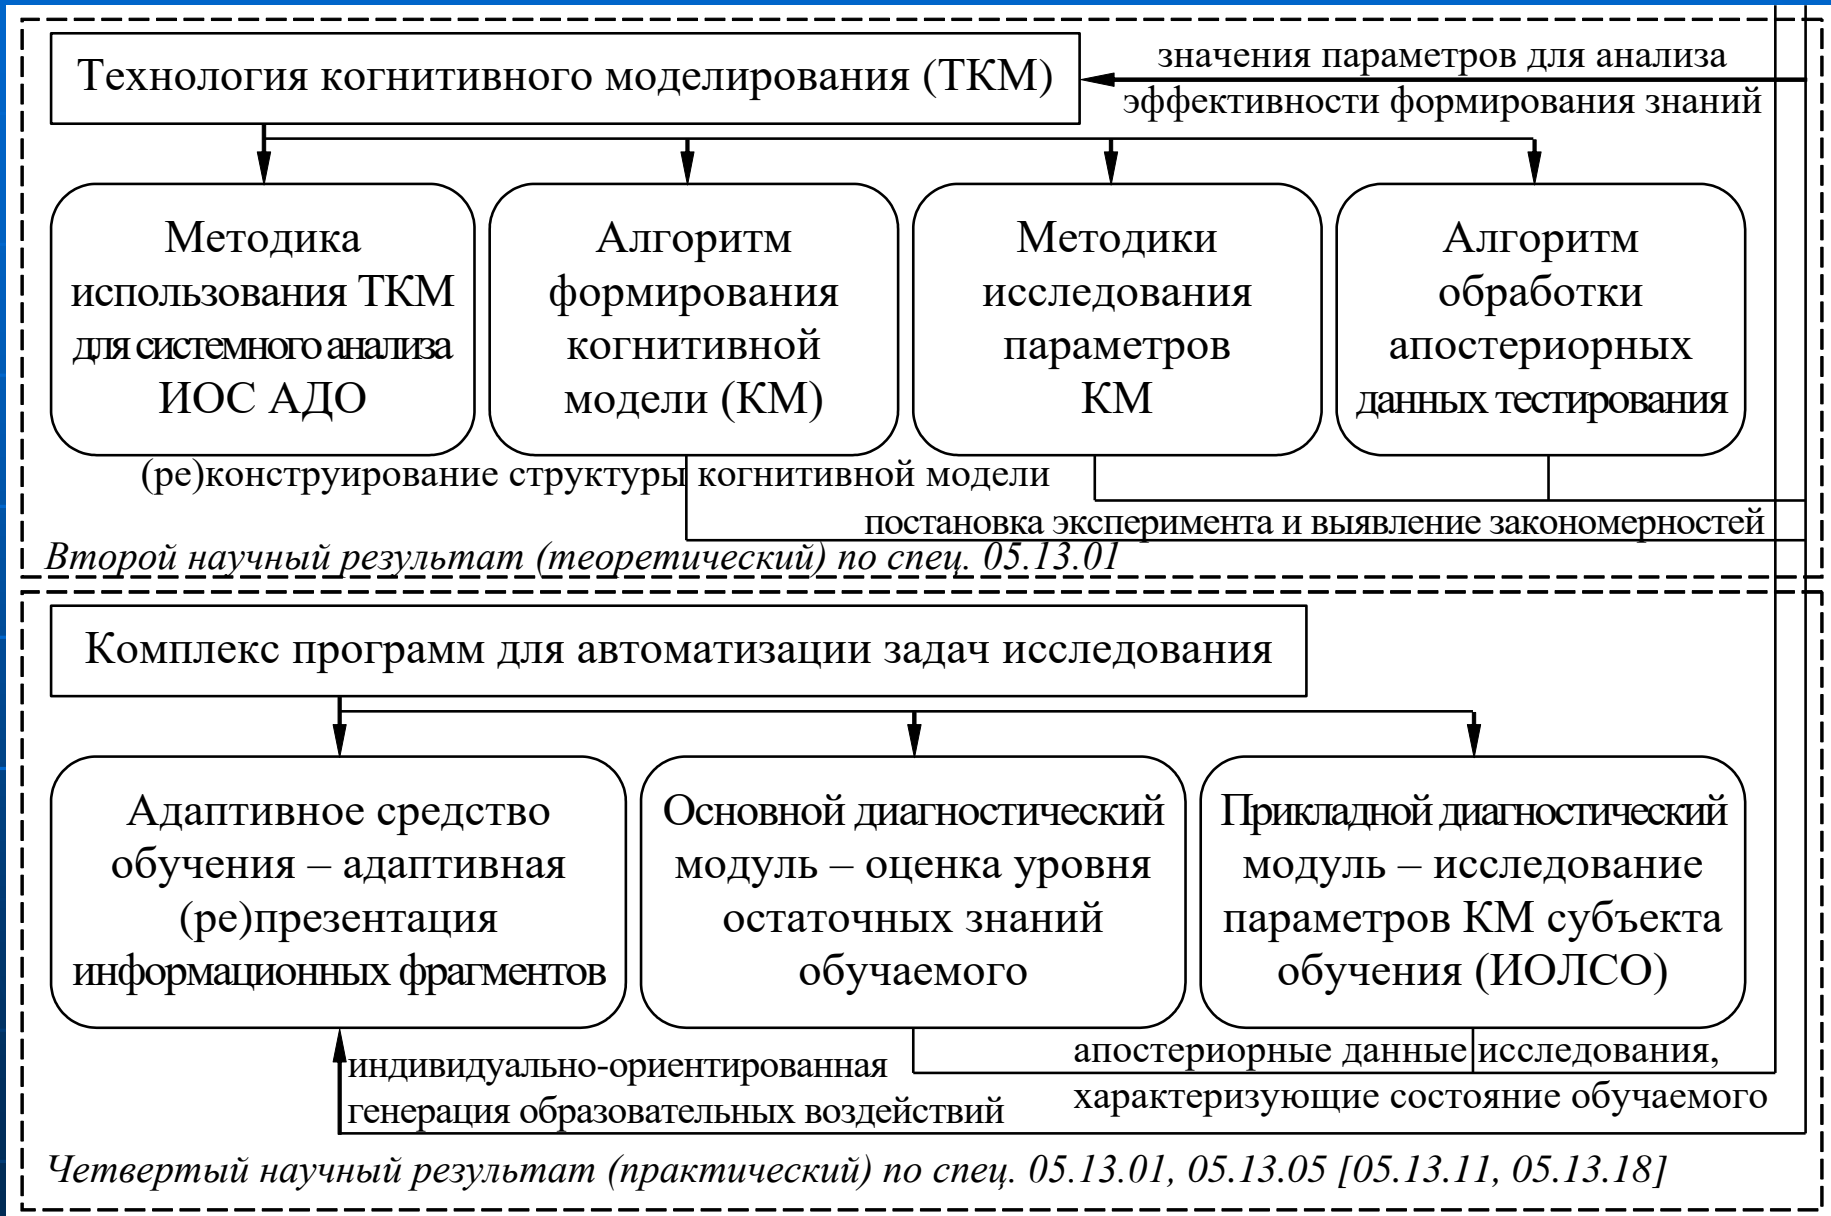 Технология когнитивного моделирования (ТКМ)
значения параметров для анализа
эффективности формирования знаний
Методика
использования ТКМ
для системного анализа
ИОС АДО
Алгоритм
формирования
когнитивной
модели (КМ)
Методики
исследования
параметров
КМ
Алгоритм
обработки
апостериорных
данных тестирования
(ре)конструирование структуры когнитивной модели
постановка эксперимента и выявление закономерностей
Второй научный результат (теоретический) по спец. 05.13.01
Комплекс программ для автоматизации задач исследования
Адаптивное средство
обучения – адаптивная
(ре)презентация
информационных фрагментов
Основной диагностический
модуль – оценка уровня
остаточных знаний
обучаемого
Прикладной диагностический
модуль – исследование
параметров КМ субъекта
обучения (ИОЛСО)
индивидуально-ориентированная
генерация образовательных воздействий
апостериорные данные исследования,
характеризующие состояние обучаемого
Четвертый научный результат (практический) по спец. 05.13.01, 05.13.05 [05.13.11, 05.13.18]